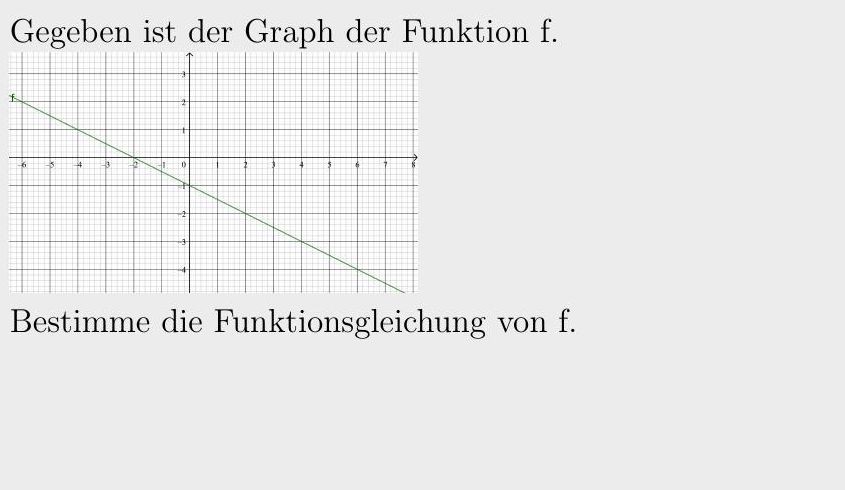 Gegeben ist der Graph der Funktion f.
f
3
2
1
-6 -5 -4 -3 -2 -1 0 1 2 3 4 5 6 7 8
-1
-2
-3
-4
Bestimme die Funktionsgleichung von f.